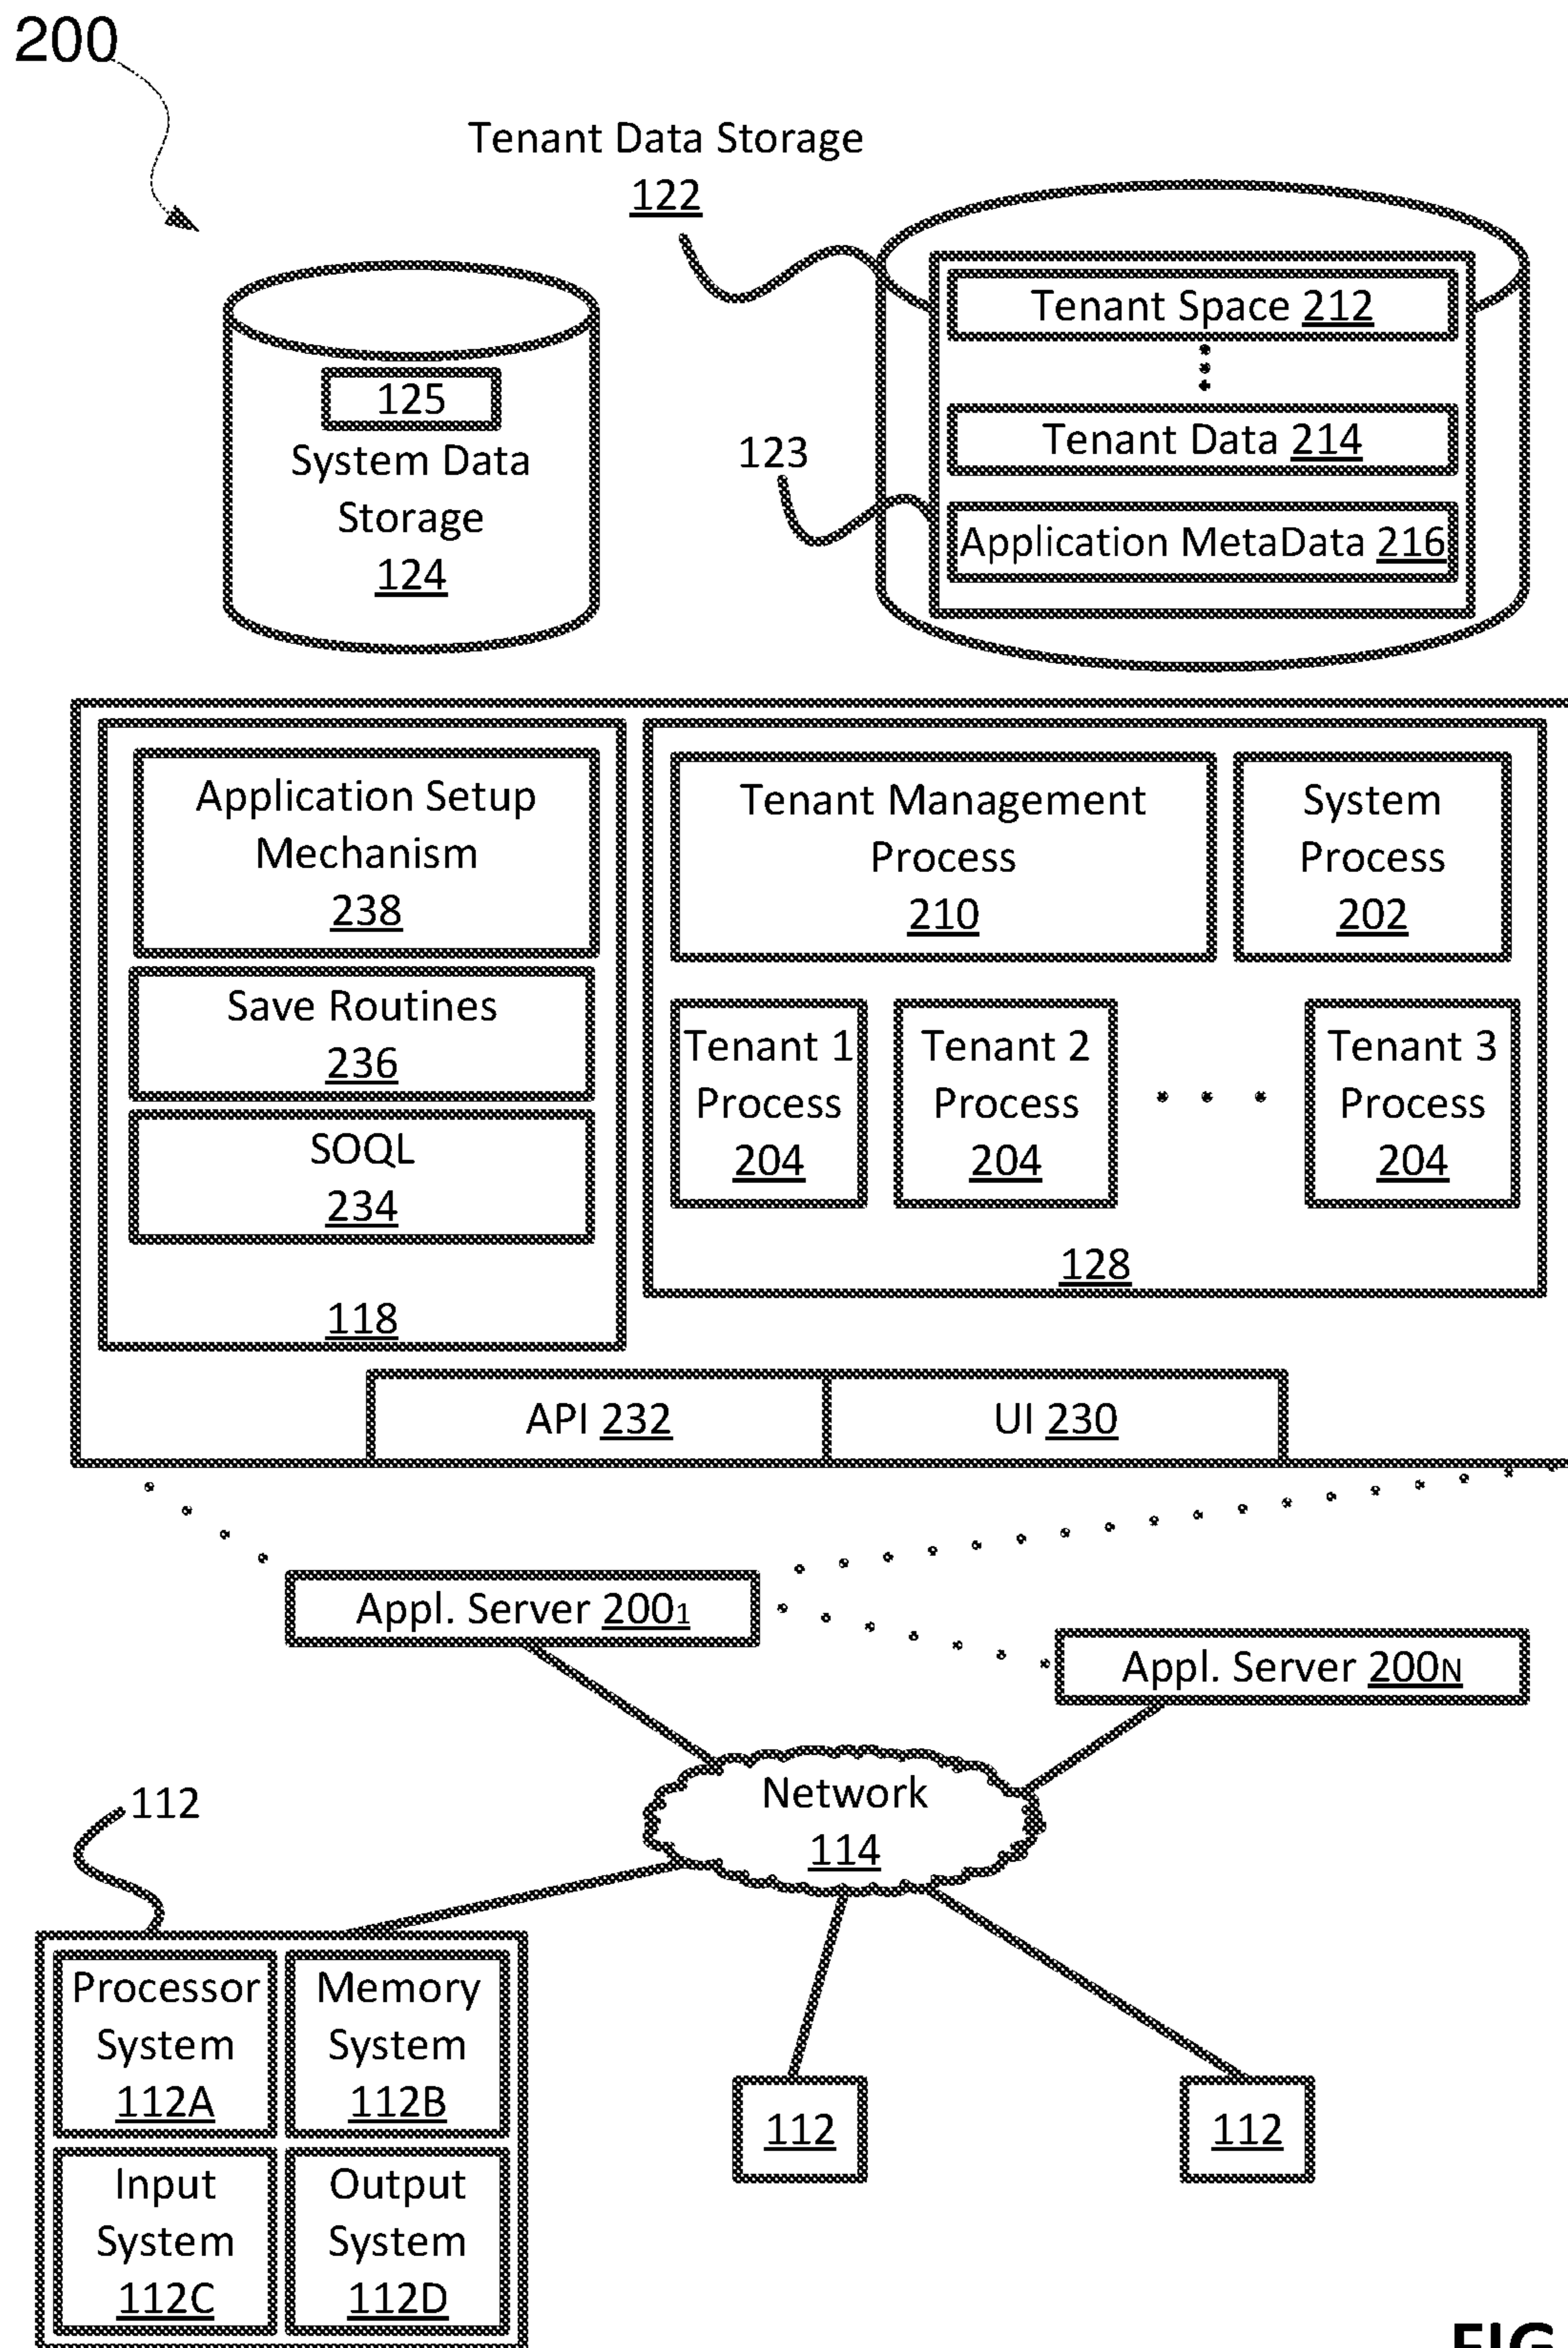 200
Tenant Data Storage
122
Tenant Space 212
125
System Data
Storage
124
123
Tenant Data 214
Application MetaData 216
Application Setup
Mechanism
238
Save Routines
236
SOQL
234
118
Tenant Management
Process
210
System
Process
202
Tenant 1
Process
204
Tenant 2
Process
204
Tenant 3
Process
204
128
API 232
UI 230
Appl. Server 200₁
Appl. Server 200N
Network
114
112
Processor
System
112A
Memory
System
112B
Input
System
112C
Output
System
112D
112
112
FIG